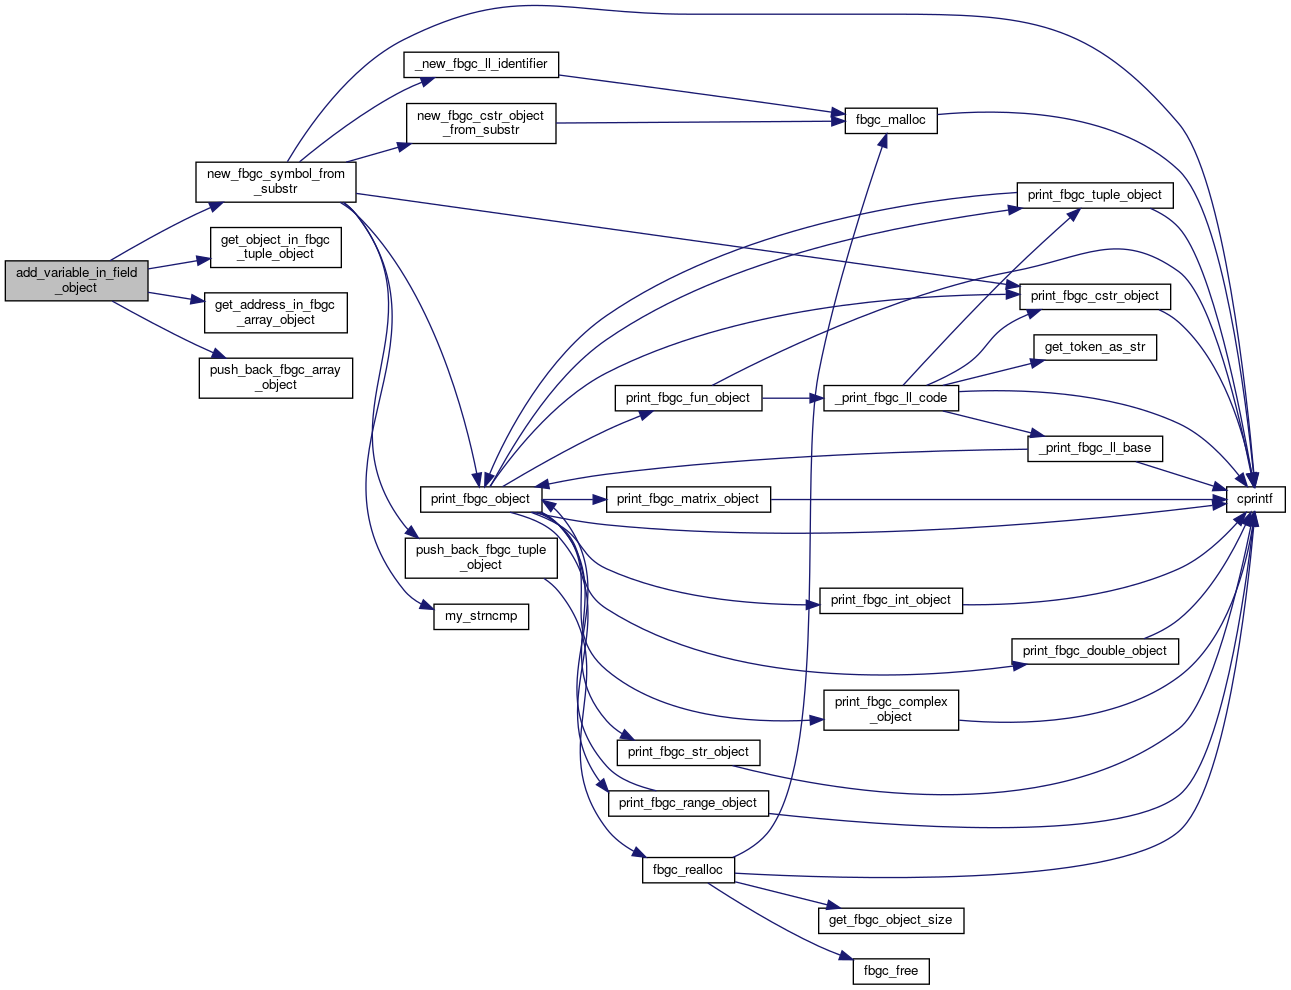 _new_fbgc_ll_identifier
new_fbgc_cstr_object
_from_substr
fbgc_malloc
new_fbgc_symbol_from
_substr
print_fbgc_tuple_object
get_object_in_fbgc
_tuple_object
add_variable_in_field
_object
get_address_in_fbgc
_array_object
print_fbgc_cstr_object
get_token_as_str
push_back_fbgc_array
_object
print_fbgc_fun_object
_print_fbgc_ll_code
_print_fbgc_ll_base
print_fbgc_object
print_fbgc_matrix_object
cprintf
push_back_fbgc_tuple
_object
print_fbgc_int_object
my_strncmp
print_fbgc_double_object
print_fbgc_complex
_object
print_fbgc_str_object
print_fbgc_range_object
fbgc_realloc
get_fbgc_object_size
fbgc_free